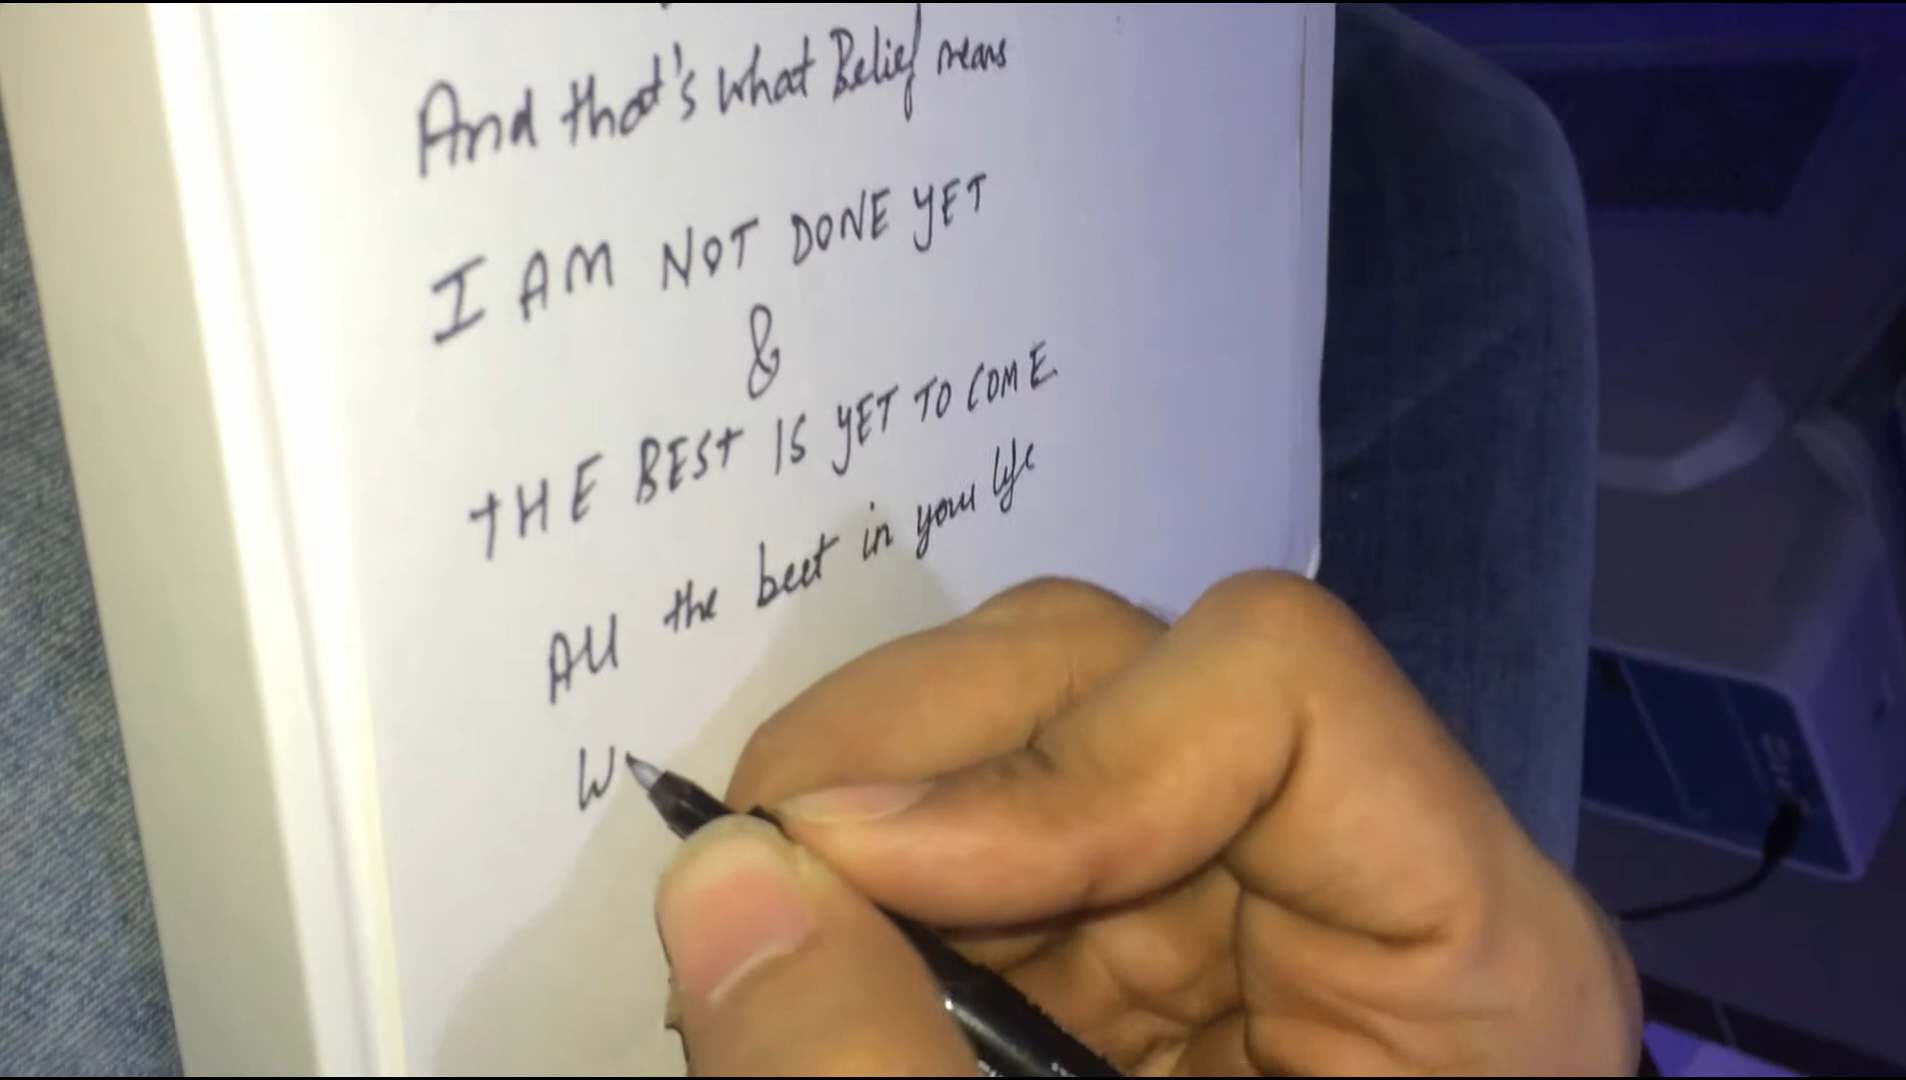 And that's what Belief means
I AM NOT DONE YET
&
THE BEST IS YET TO COME
All the best in your life
W